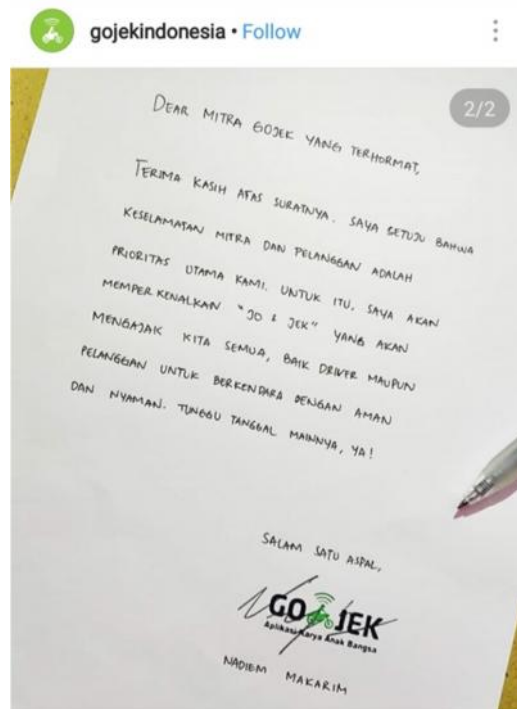 gojekindonesia • Follow
2/2
DEAR MITRA GOJEK YANG TERHORMAT,
TERIMA KASIH ATAS SURATNYA. SAYA SETUJU BAHWA
KESELAMATAN MITRA DAN PELANGGAN ADALAH
PRIORITAS UTAMA KAMI. UNTUK ITU, SAYA AKAN
MEMPERKENALKAN "JO & JEK" YANG AKAN
MENGAJAK KITA SEMUA, BAIK DRIVER MAUPUN
PELANGGAN UNTUK BERKENDARA DENGAN AMAN
DAN NYAMAN. TUNGGU TANGGAL MAINNYA, YA!
SALAM SATU ASPAL,
GOJEK
Aplikasi Karya Anak Bangsa
NADIEM MAKARIM